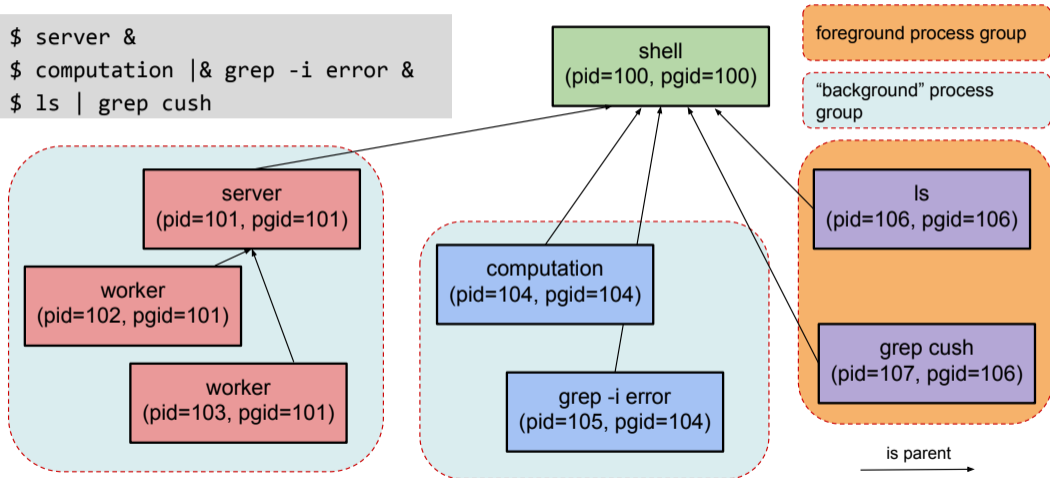 $ server &
$ computation |& grep -i error &
$ ls | grep cush
shell
(pid=100, pgid=100)
foreground process group
“background” process
group
server
(pid=101, pgid=101)
worker
(pid=102, pgid=101)
worker
(pid=103, pgid=101)
computation
(pid=104, pgid=104)
grep -i error
(pid=105, pgid=104)
ls
(pid=106, pgid=106)
grep cush
(pid=107, pgid=106)
is parent